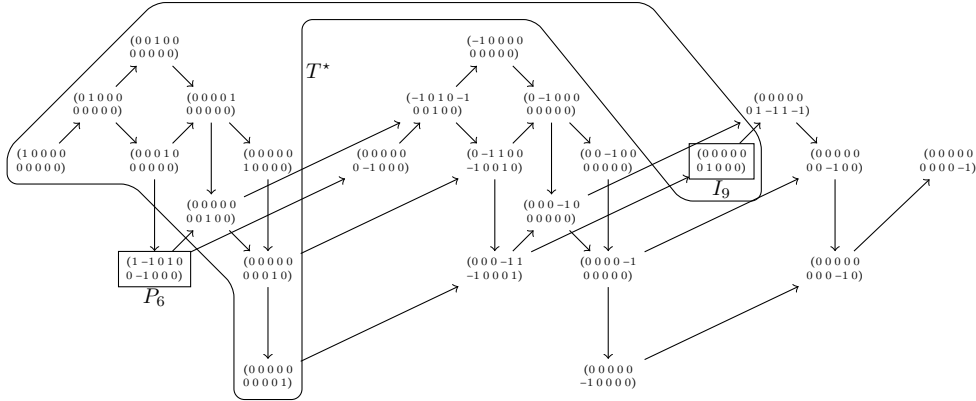 (0 0 1 0 0
0 0 0 0 0)
(−1 0 0 0 0
0 0 0 0 0)
T⋆
(0 1 0 0 0
0 0 0 0 0)
(0 0 0 0 1
0 0 0 0 0)
(−1 0 1 0 −1
0 0 1 0 0)
(0 −1 0 0 0
0 0 0 0 0)
(0 0 0 0 0
0 1 −1 1 −1)
(1 0 0 0 0
0 0 0 0 0)
(0 0 0 1 0
0 0 0 0 0)
(0 0 0 0 0
1 0 0 0 0)
(0 0 0 0 0
0 −1 0 0 0)
(0 −1 1 0 0
−1 0 0 1 0)
(0 0 −1 0 0
0 0 0 0 0)
(0 0 0 0 0
0 1 0 0 0)
I₉
(0 0 0 0 0
0 0 −1 0 0)
(0 0 0 0 0
0 0 0 0 −1)
(0 0 0 0 0
0 0 1 0 0)
(0 0 0 −1 0
0 0 0 0 0)
(1 −1 0 1 0
0 −1 0 0 0)
P₆
(0 0 0 0 0
0 0 0 1 0)
(0 0 0 −1 1
−1 0 0 0 1)
(0 0 0 0 −1
0 0 0 0 0)
(0 0 0 0 0
0 0 0 −1 0)
(0 0 0 0 0
0 0 0 0 1)
(0 0 0 0 0
−1 0 0 0 0)